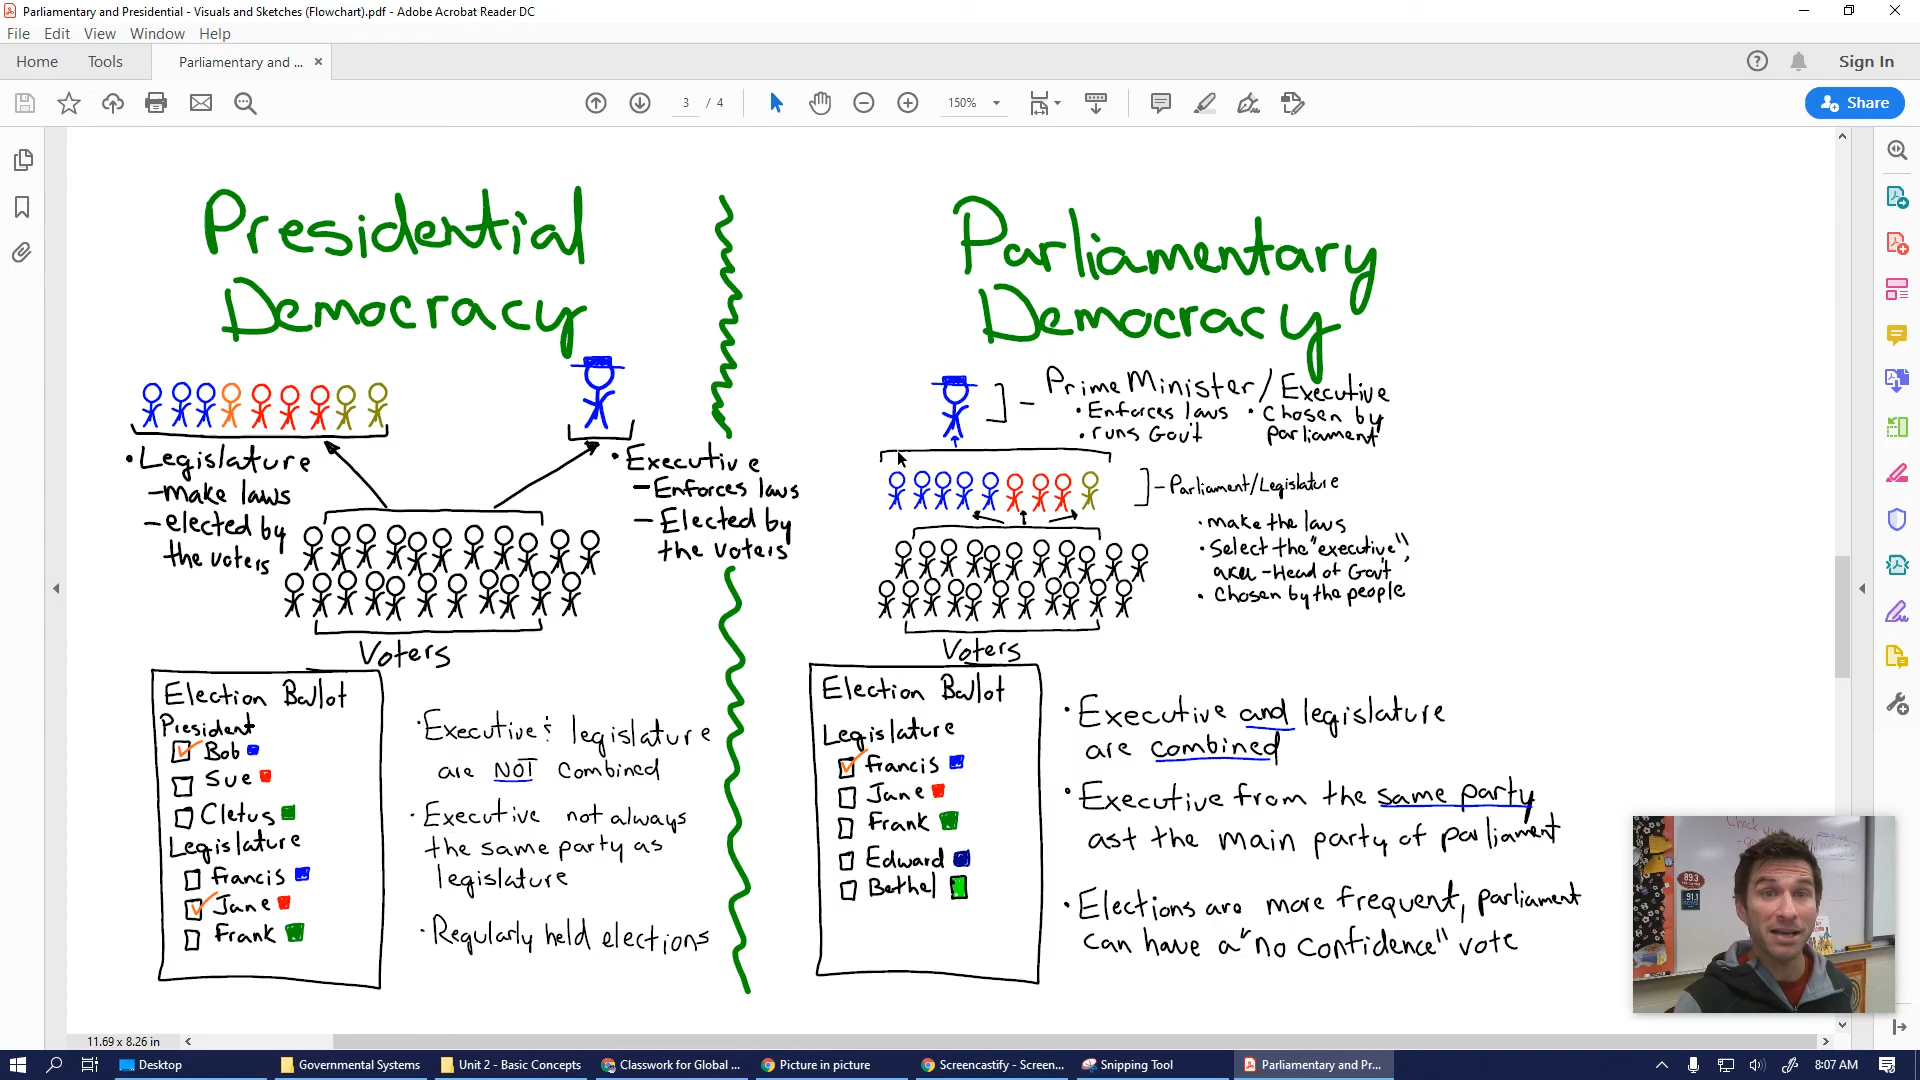 Parliamentary and Presidential - Visuals and Sketches (Flowchart).pdf - Adobe Acrobat Reader DC
File Edit View Window Help
Home Tools Parliamentary and ... ×
Sign In
3 / 4
150%
Share
Presidential
Democracy
• Legislature
- make laws
- elected by
the voters
• Executive
- Enforces laws
- Elected by
the voters
Voters
Election Ballot
President
Bob
Sue
Cletus
Legislature
Francis
Jane
Frank
• Executive & legislature
are NOT combined
• Executive not always
the same party as
legislature
• Regularly held elections
Parliamentary
Democracy
- Prime Minister/Executive
• Enforces laws • Chosen by
• runs Gov't parliament
- Parliament/Legislature
• make the laws
• Select the "executive",
aka - Head of Gov't
• Chosen by the people
Voters
Election Ballot
Legislature
Francis
Jane
Frank
Edward
Bethel
• Executive and legislature
are combined
• Executive from the same party
ast the main party of parliament
• Elections are more frequent, parliament
can have a "no confidence" vote
89.3
91.1
11.69 x 8.26 in
Desktop
Governmental Systems
Unit 2 - Basic Concepts
Classwork for Global ...
Picture in picture
Screencastify - Screen...
Snipping Tool
Parliamentary and Pr...
8:07 AM